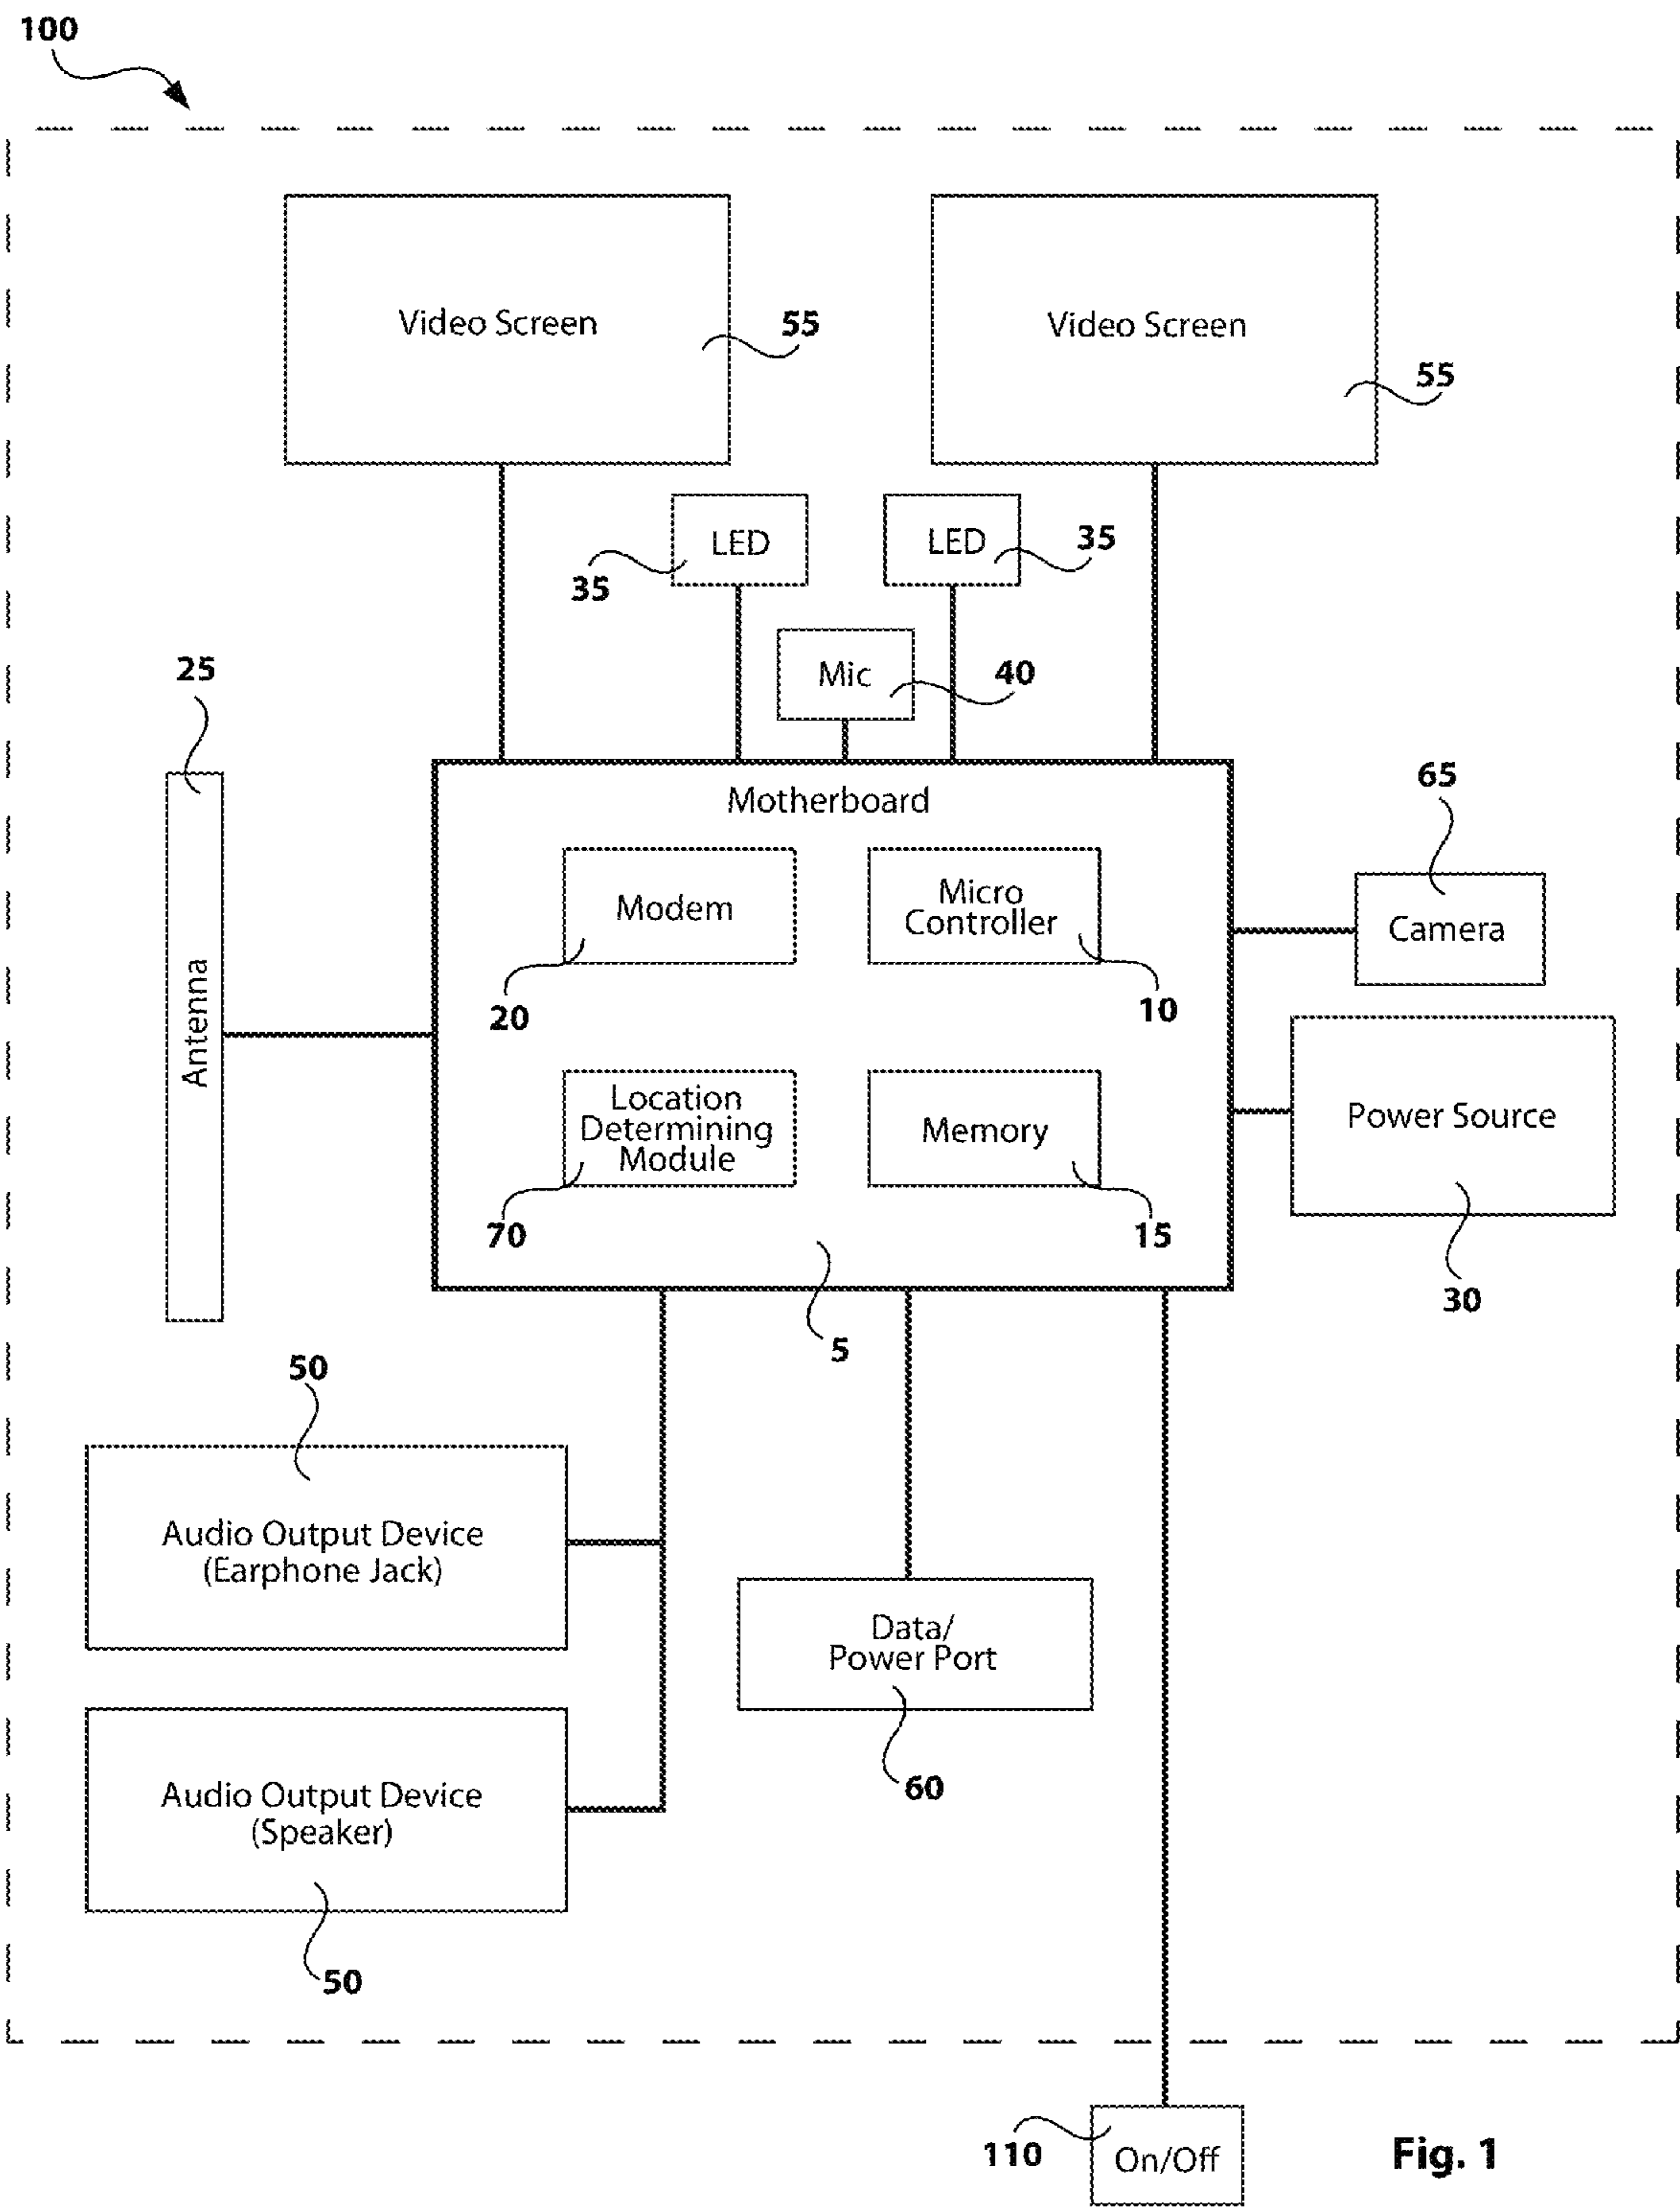 100
Video Screen
55
Video Screen
55
LED
35
LED
35
Mic
40
25
Antenna
Motherboard
Modem
20
Micro
Controller
10
65
Camera
Location
Determining
Module
70
Memory
15
Power Source
30
5
50
Audio Output Device
(Earphone Jack)
Data/
Power Port
60
Audio Output Device
(Speaker)
50
110
On/Off
Fig. 1